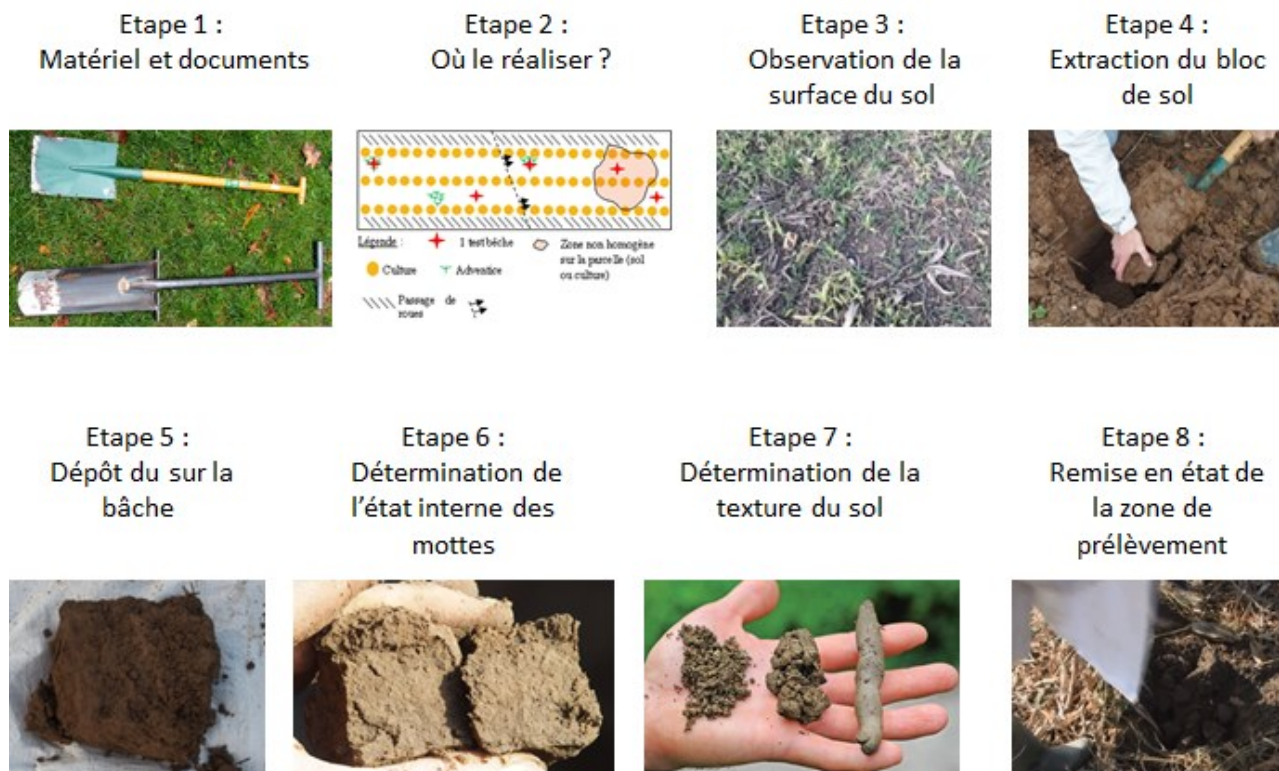 Etape 1 :
Matériel et documents
Etape 2 :
Où le réaliser ?
Etape 3 :
Observation de la
surface du sol
Etape 4 :
Extraction du bloc
de sol
Légende :
1 test bêche
Zone non homogène
sur la parcelle (sol
ou culture)
Culture
Adventice
Passage de
roues
Etape 5 :
Dépôt du sur la
bâche
Etape 6 :
Détermination de
l'état interne des
mottes
Etape 7 :
Détermination de la
texture du sol
Etape 8 :
Remise en état de
la zone de
prélèvement